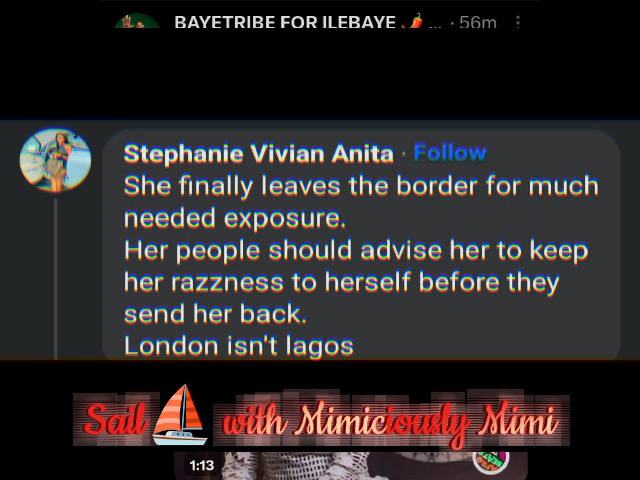 BAYETRIBE FOR ILEBAYE 🌶️ ... · 56m
Stephanie Vivian Anita · Follow
She finally leaves the border for much
needed exposure.
Her people should advise her to keep
her razzness to herself before they
send her back.
London isn't lagos
Sail with Mimiciously Mimi
1:13